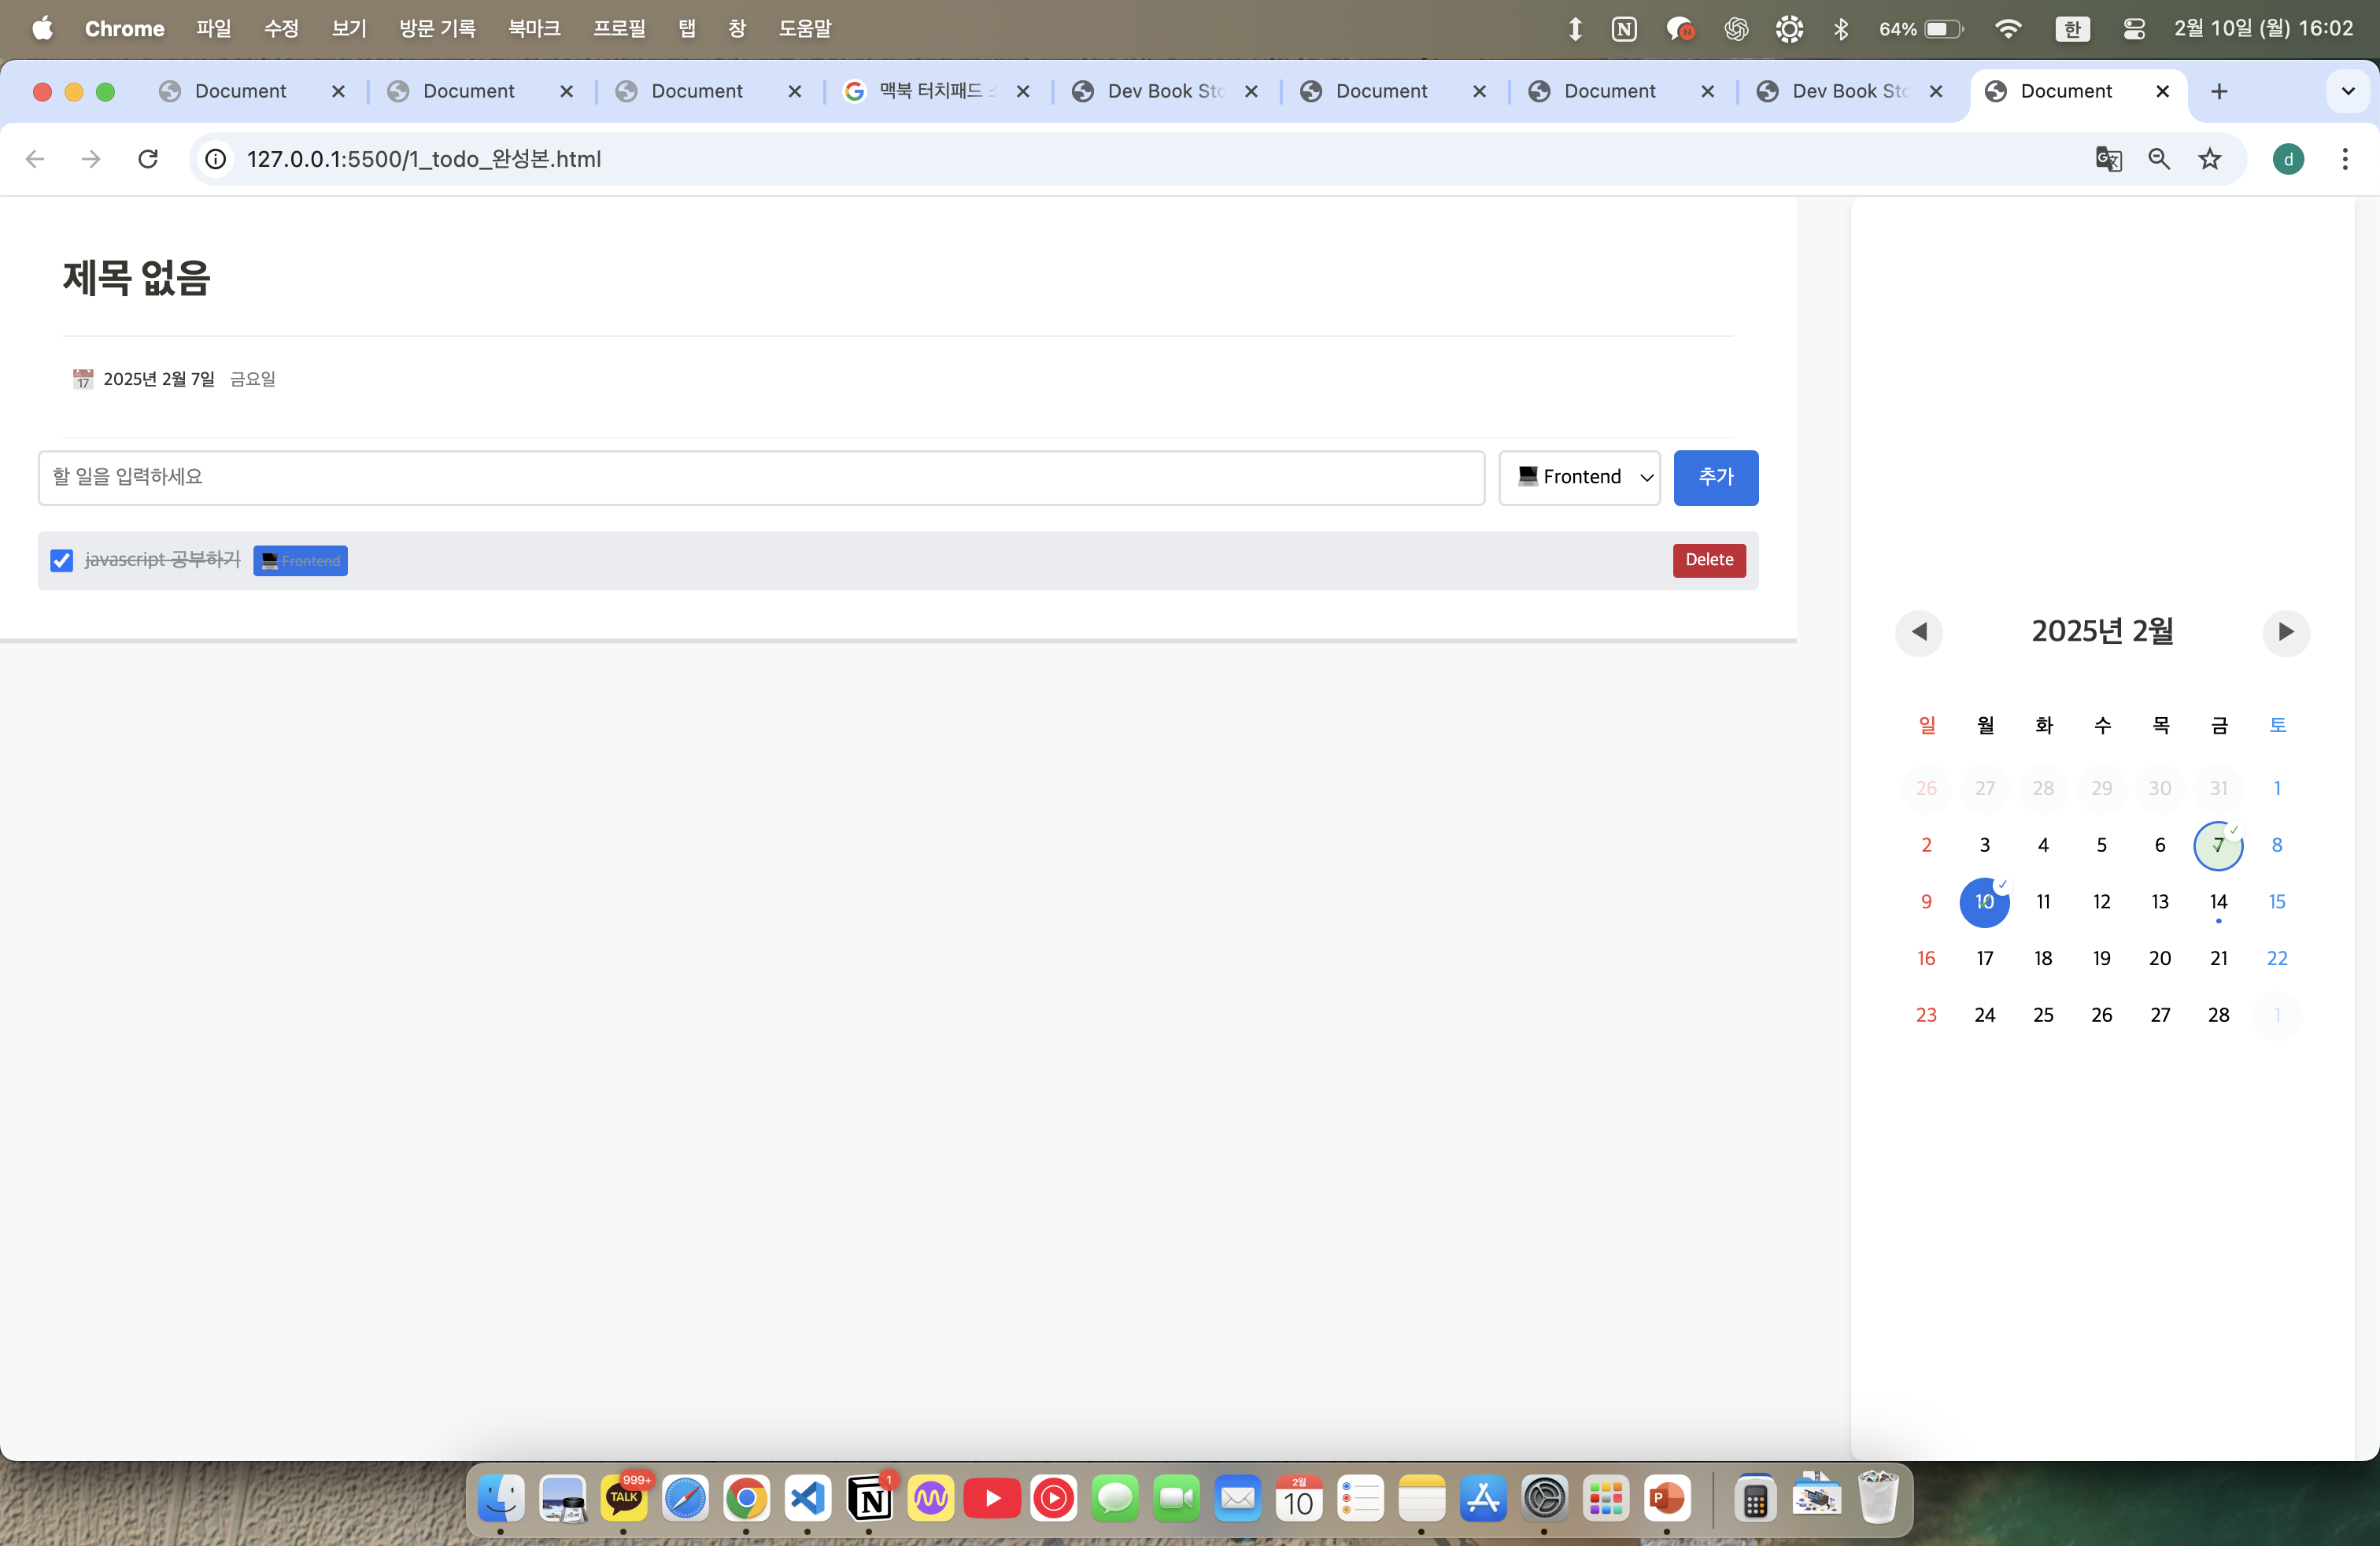 Chrome 파일 수정 보기 방문 기록 북마크 프로필 탭 창 도움말 N N 64% 한 2월 10일 (월) 16:02
Document Document Document 맥북 터치패드 Dev Book Sto Document Document Dev Book Sto Document
127.0.0.1:5500/1_todo_완성본.html d
제목 없음
17 2025년 2월 7일 금요일
할 일을 입력하세요 Frontend 추가
javascript 공부하기 Frontend Delete
2025년 2월
일 월 화 수 목 금 토
26 27 28 29 30 31 1
2 3 4 5 6 7 8
9 10 11 12 13 14 15
16 17 18 19 20 21 22
23 24 25 26 27 28 1
999+ TALK N 1 2월 10 P